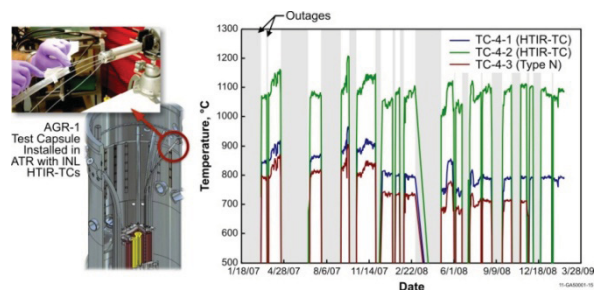 Outages
AGR-1
Test Capsule
Installed in
ATR with INL
HTIR-TCs
Temperature, °C
1300
1200
1100
1000
900
800
700
600
500
TC-4-1 (HTIR-TC)
TC-4-2 (HTIR-TC)
TC-4-3 (Type N)
1/18/07 4/28/07 8/6/07 11/14/07 2/22/08 6/1/08 9/9/08 12/18/08 3/28/09
Date
11-GA50001-15